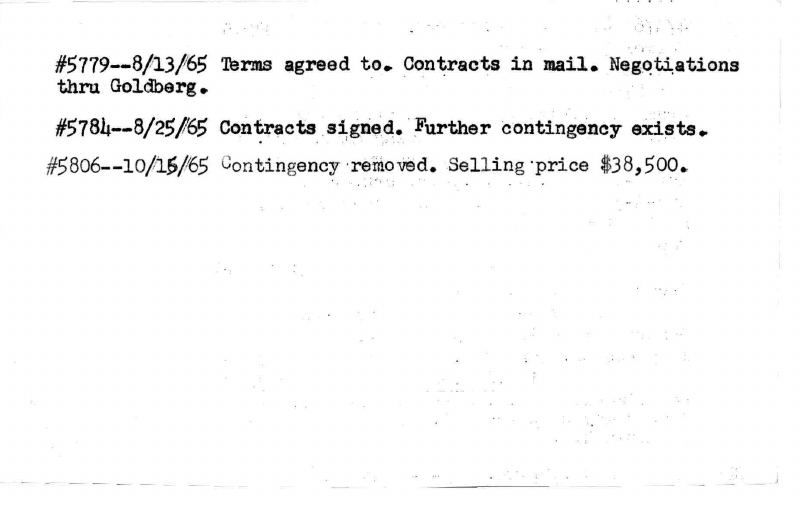 #5779--8/13/65 Terms agreed to. Contracts in mail. Negotiations
thru Goldberg.
#5784--8/25/65 Contracts signed. Further contingency exists.
#5806--10/15/65 Contingency removed. Selling price $38,500.